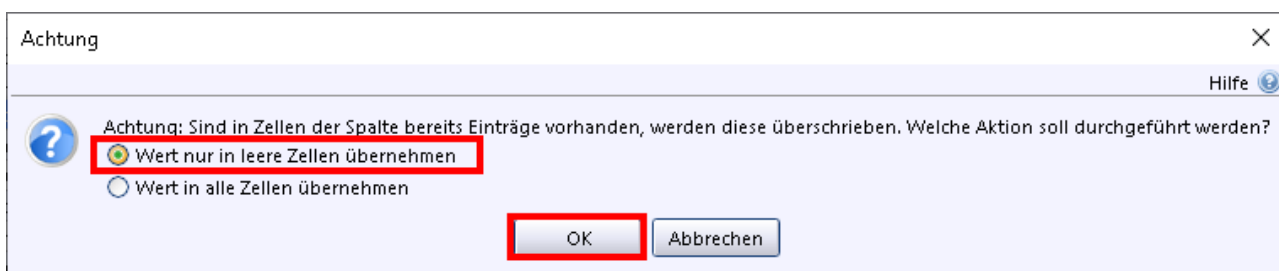 Achtung
Hilfe
Achtung: Sind in Zellen der Spalte bereits Einträge vorhanden, werden diese überschrieben. Welche Aktion soll durchgeführt werden?
Wert nur in leere Zellen übernehmen
Wert in alle Zellen übernehmen
OK Abbrechen